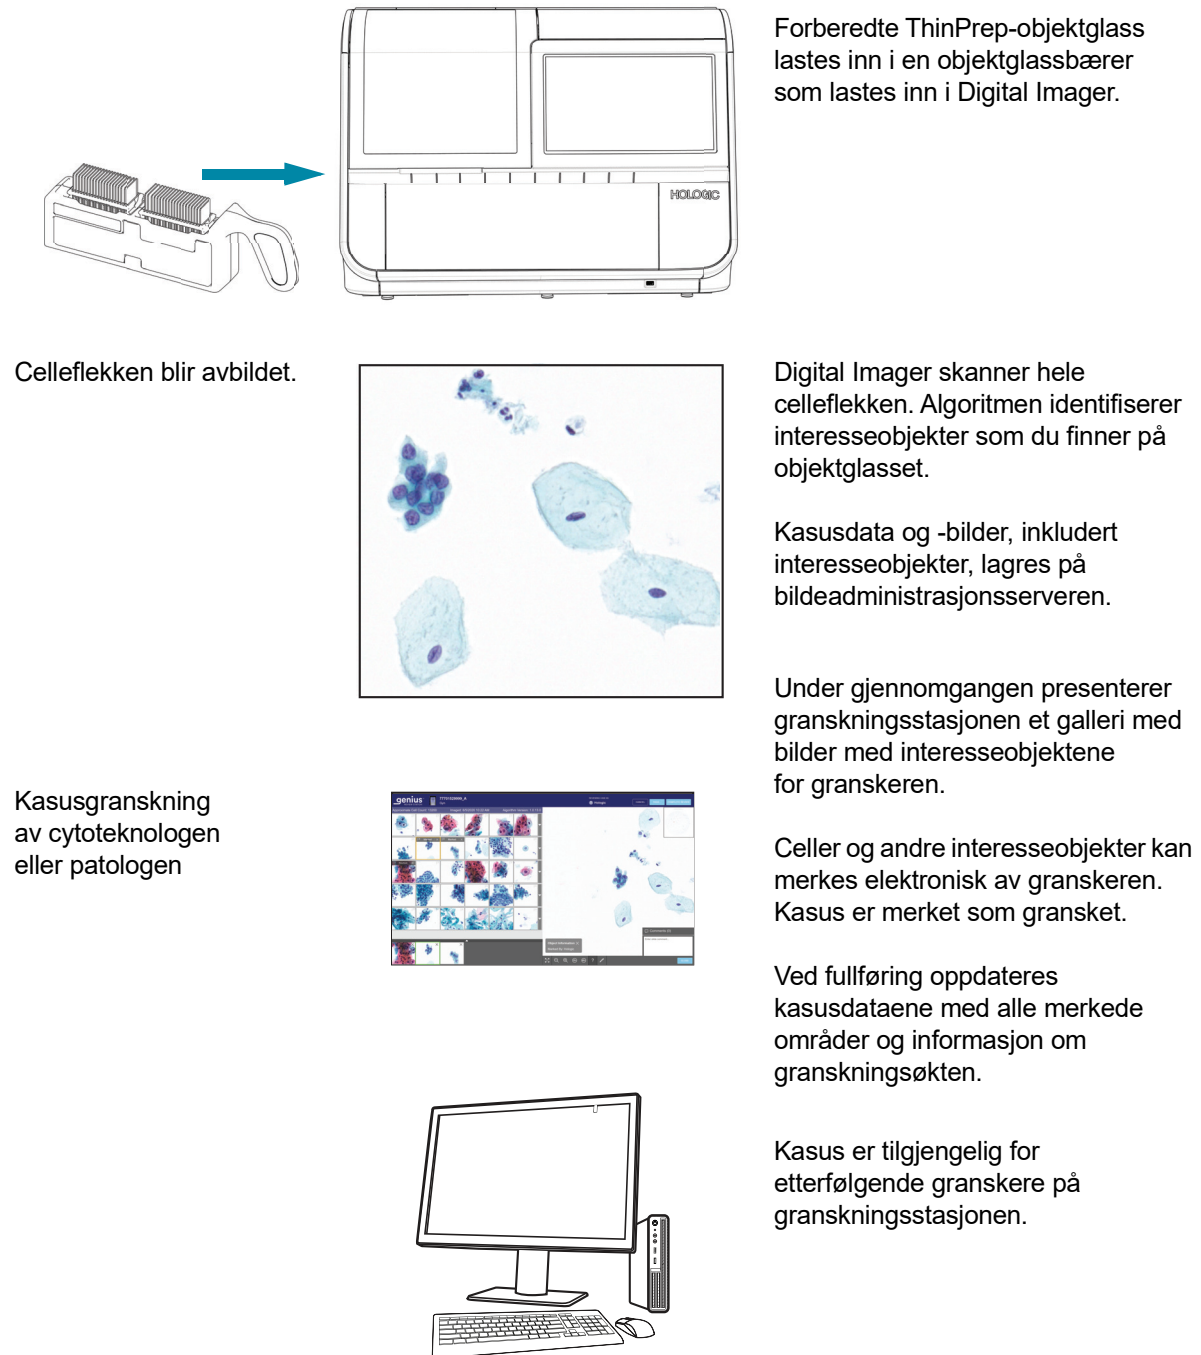 Forberedte ThinPrep-objektglass
lastes inn i en objektglassbærer
som lastes inn i Digital Imager.
HOLOGIC
Celleflekken blir avbildet.
Digital Imager skanner hele
celleflekken. Algoritmen identifiserer
interesseobjekter som du finner på
objektglasset.
Kasusdata og -bilder, inkludert
interesseobjekter, lagres på
bildeadministrasjonsserveren.
Under gjennomgangen presenterer
granskningsstasjonen et galleri med
bilder med interesseobjektene
for granskeren.
Kasusgranskning
av cytoteknologen
eller patologen
genius
Celler og andre interesseobjekter kan
merkes elektronisk av granskeren.
Kasus er merket som gransket.
Ved fullføring oppdateres
kasusdataene med alle merkede
områder og informasjon om
granskningsøkten.
Kasus er tilgjengelig for
etterfølgende granskere på
granskningsstasjonen.